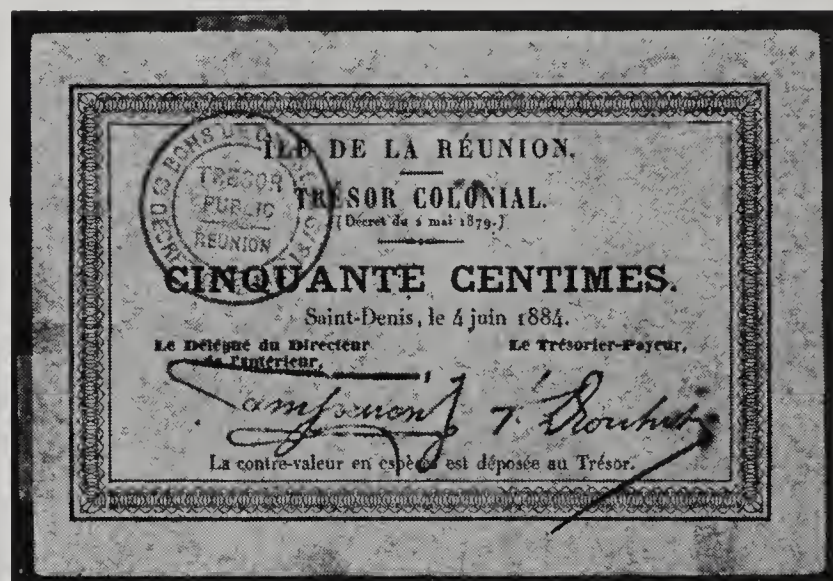 ÎLE DE LA RÉUNION.
TRÉSOR COLONIAL.
(Décret du 2 mai 1879.)
CINQUANTE CENTIMES.
Saint-Denis, le 4 juin 1884.
Le Délégué du Directeur
de l'Intérieur,
Le Trésorier-Payeur,
La contre-valeur en espèces est déposée au Trésor.
TRÉSOR
PUBLIC
RÉUNION